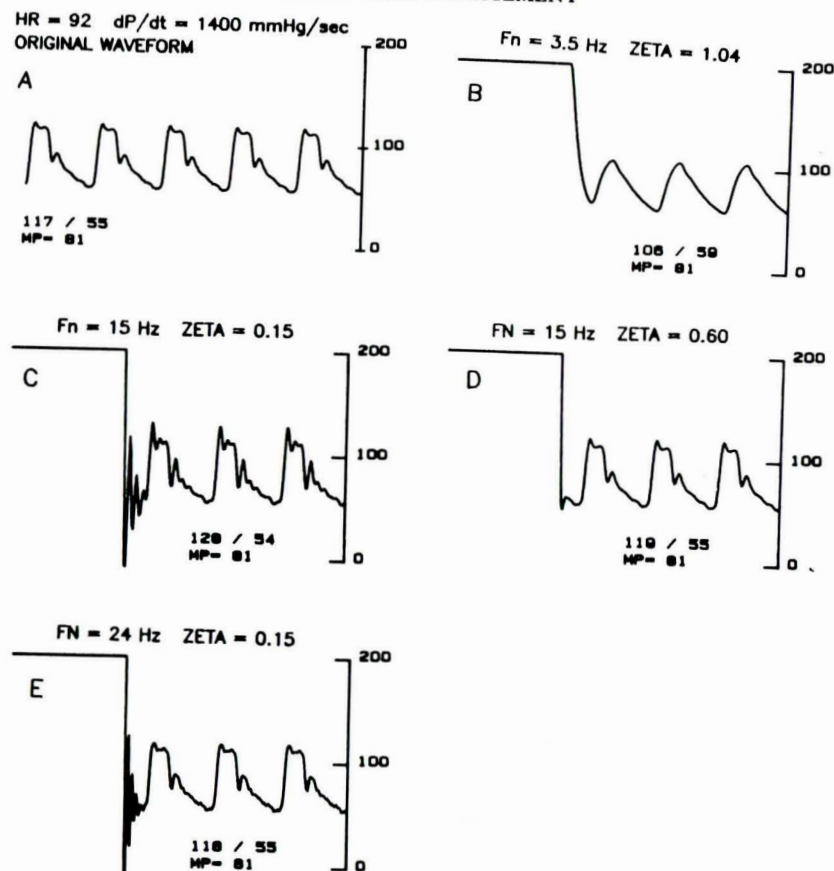 HR = 92 dP/dt = 1400 mmHg/sec
ORIGINAL WAVEFORM
A
200
100
0
117 / 55
MP= 81
Fn = 3.5 Hz ZETA = 1.04
B
200
100
0
106 / 59
MP= 81
Fn = 15 Hz ZETA = 0.15
C
200
100
0
128 / 54
MP= 81
FN = 15 Hz ZETA = 0.60
D
200
100
0
119 / 55
MP= 81
FN = 24 Hz ZETA = 0.15
E
200
100
0
118 / 55
MP= 81